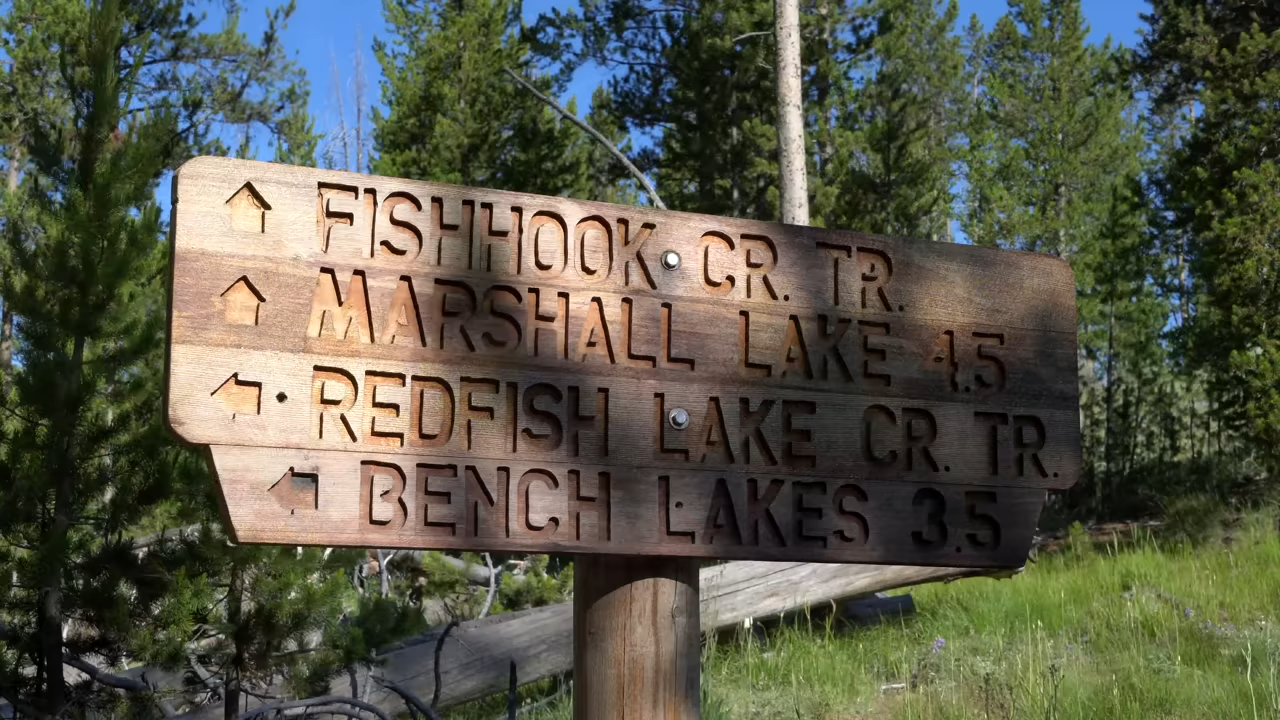 FISHHOOK CR. TR.
MARSHALL LAKE 4.5
REDFISH LAKE CR. TR.
BENCH LAKES 3.5